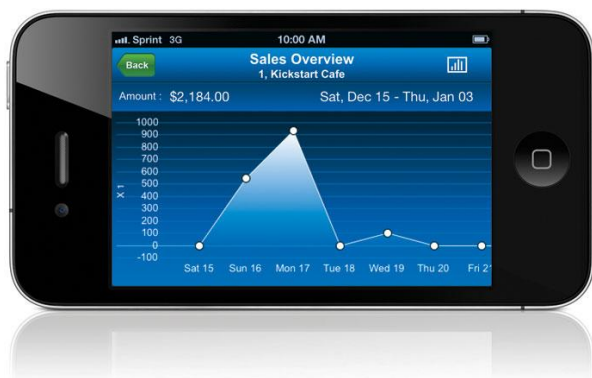 Sprint 3G 10:00 AM
Back
Sales Overview
1, Kickstart Cafe
Amount : $2,184.00 Sat, Dec 15 - Thu, Jan 03
1000
900
800
700
600
500
400
300
200
100
0
-100
X 1
Sat 15 Sun 16 Mon 17 Tue 18 Wed 19 Thu 20 Fri 21